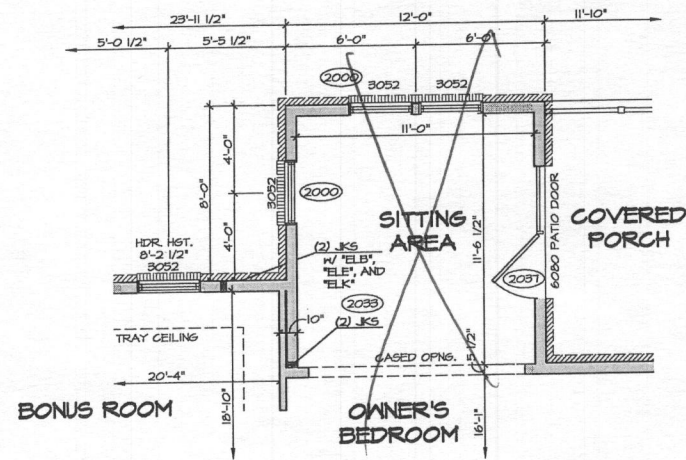 23'-11 1/2"
12'-0"
11'-10"
5'-0 1/2"
5'-5 1/2"
6'-0"
6'-0"
2000
3052
3052
11'-0"
4'-0"
8'-0"
3052
2000
4'-0"
SITTING
AREA
11'-6 1/2"
6080 PATIO DOOR
COVERED
PORCH
HDR. HGT.
8'-2 1/2"
3052
(2) JKS
W/ "ELB",
"ELE", AND
"ELK"
2037
2033
10"
(2) JKS
TRAY CEILING
CASED OPNG.
5-1/2"
20'-4"
18'-10"
BONUS ROOM
OWNER'S
BEDROOM
16'-1"